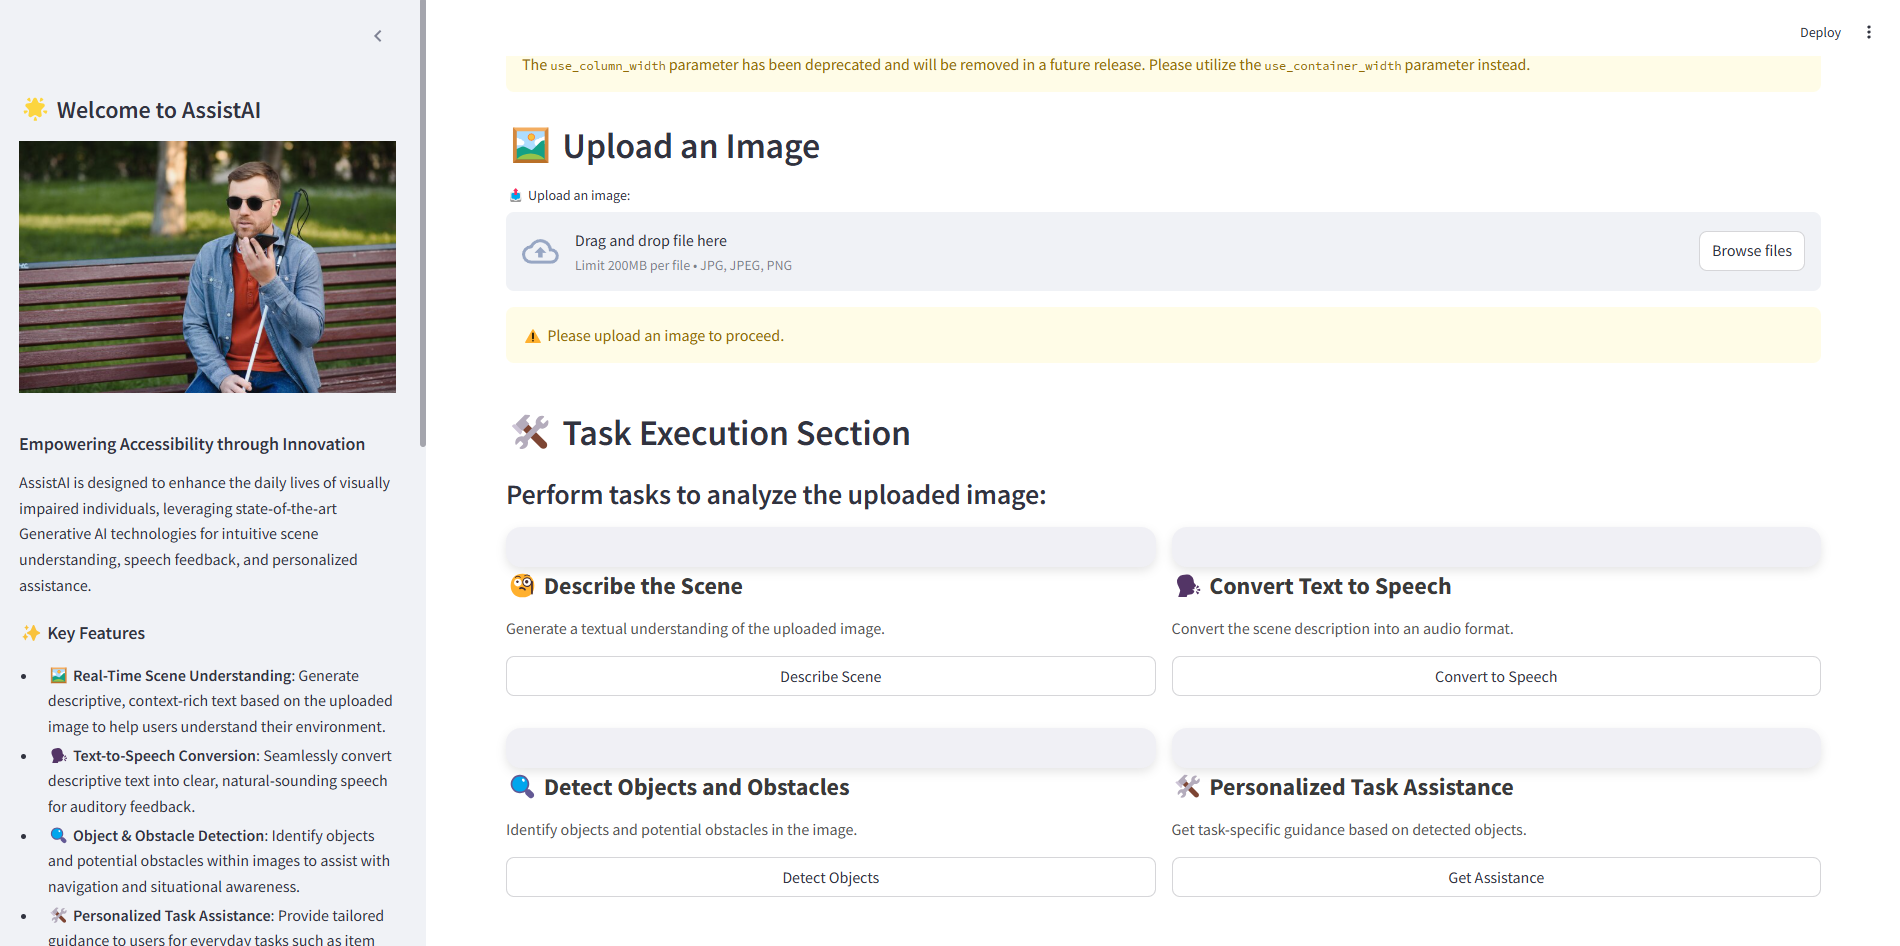 Welcome to AssistAI
Empowering Accessibility through Innovation
AssistAI is designed to enhance the daily lives of visually
impaired individuals, leveraging state-of-the-art
Generative AI technologies for intuitive scene
understanding, speech feedback, and personalized
assistance.
✨ Key Features
• 🖼️ Real-Time Scene Understanding: Generate
descriptive, context-rich text based on the uploaded
image to help users understand their environment.
• 🗣️ Text-to-Speech Conversion: Seamlessly convert
descriptive text into clear, natural-sounding speech
for auditory feedback.
• 🔍 Object & Obstacle Detection: Identify objects
and potential obstacles within images to assist with
navigation and situational awareness.
• 🛠️ Personalized Task Assistance: Provide tailored
guidance to users for everyday tasks such as item
Deploy
The use_column_width parameter has been deprecated and will be removed in a future release. Please utilize the use_container_width parameter instead.
🖼️ Upload an Image
📤 Upload an image:
Drag and drop file here
Limit 200MB per file • JPG, JPEG, PNG
Browse files
⚠️ Please upload an image to proceed.
🛠️ Task Execution Section
Perform tasks to analyze the uploaded image:
🧐 Describe the Scene
Generate a textual understanding of the uploaded image.
Describe Scene
🗣️ Convert Text to Speech
Convert the scene description into an audio format.
Convert to Speech
🔍 Detect Objects and Obstacles
Identify objects and potential obstacles in the image.
Detect Objects
🛠️ Personalized Task Assistance
Get task-specific guidance based on detected objects.
Get Assistance